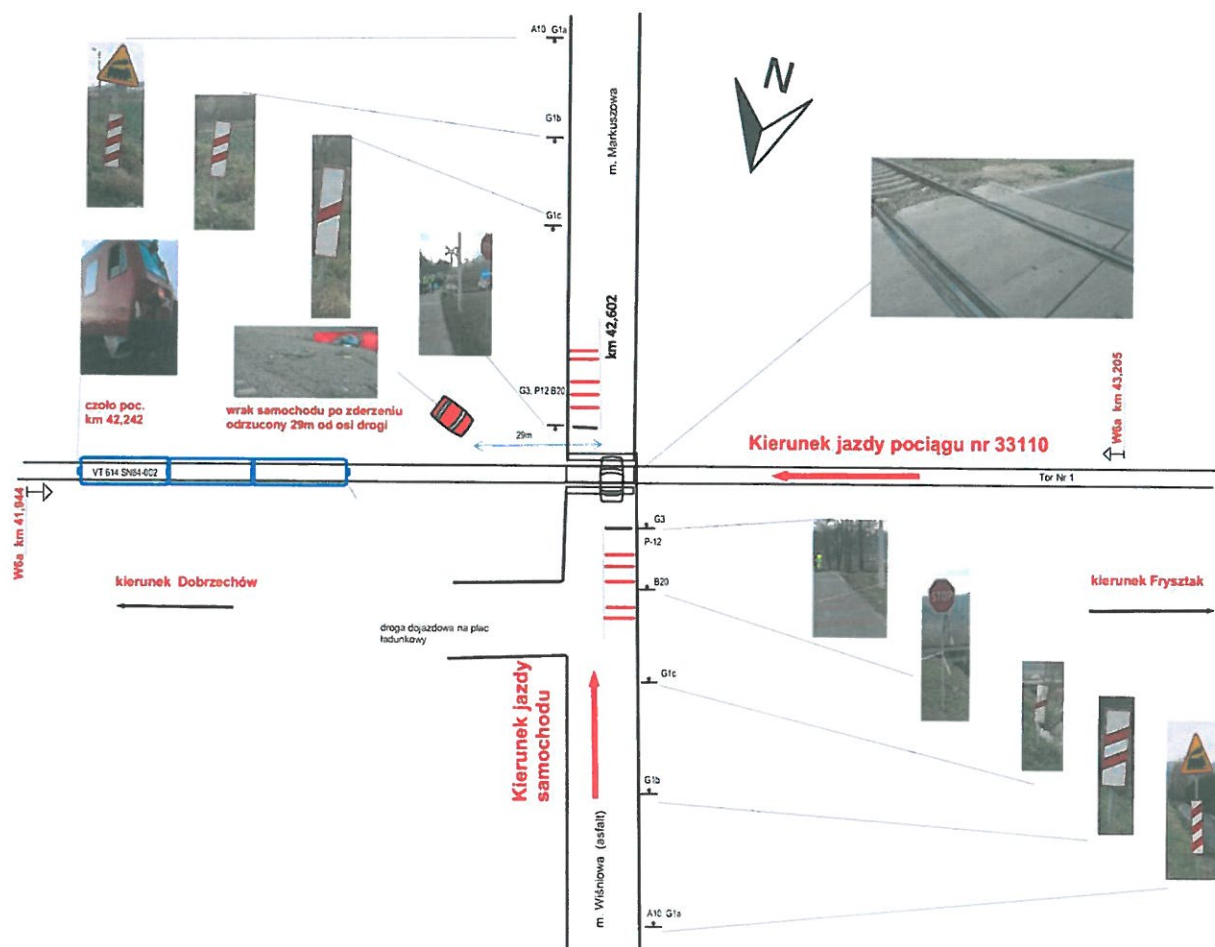 A10 G1a
N
G1b
m. Markuszowa
G1c
km 42,602
czoło poc.
km 42,242
wrak samochodu po zderzeniu
odrzucony 29m od osi drogi
G3, P12 B20
29m
Kierunek jazdy pociągu nr 33110
W6a km 43,205
VT 614 SN84-002
Tor Nr 1
W6a km 41,944
G3
P-12
B20
STOP
kierunek Dobrzechów
kierunek Frysztak
droga dojazdowa na plac
ładunkowy
Kierunek jazdy
samochodu
G1c
G1b
m. Wiśniowa (asfalt)
A10 G1a